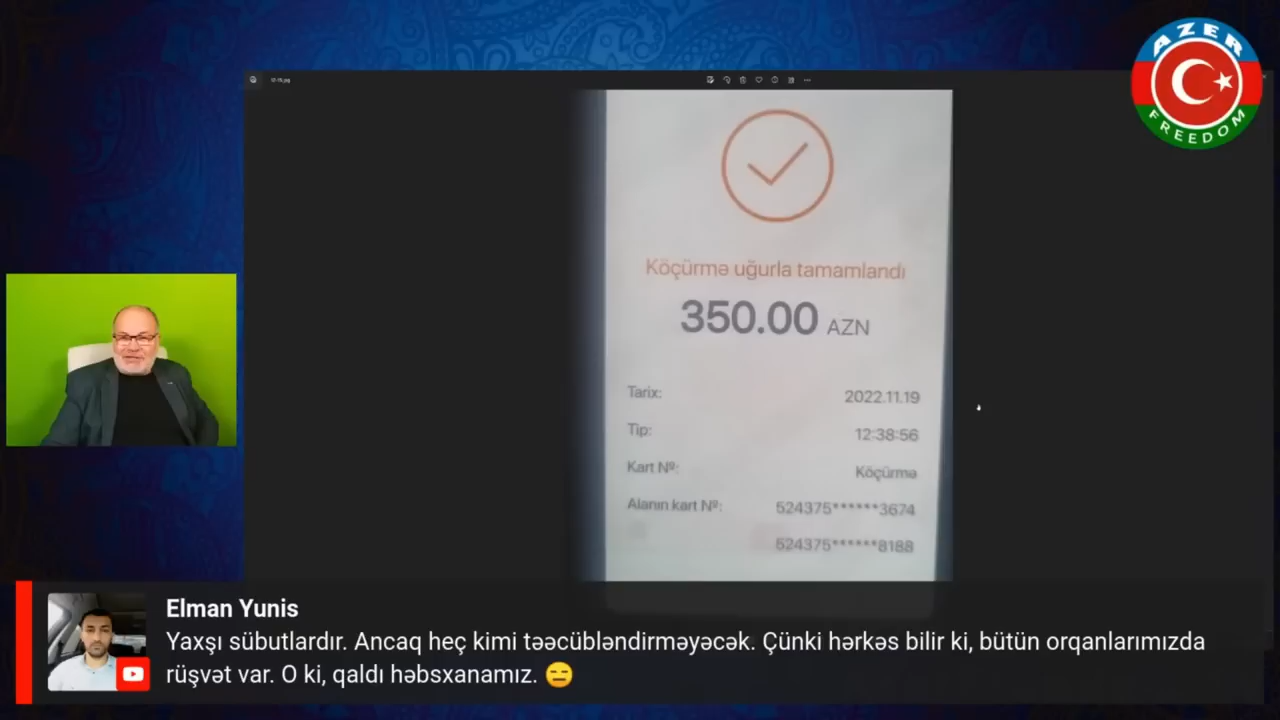 AZER
FREEDOM
Köçürmə uğurla tamamlandı
350.00 AZN
Tarix: 2022.11.19
Tip: 12:38:56
Kart №: Köçürmə
Alanın kart №: 524375******3674
524375******8188
Elman Yunis
Yaxşı sübutlardır. Ancaq heç kimi təəcübləndirməyəcək. Çünki hərkəs bilir ki, bütün orqanlarımızda
rüşvət var. O ki, qaldı həbsxanamız. 😑